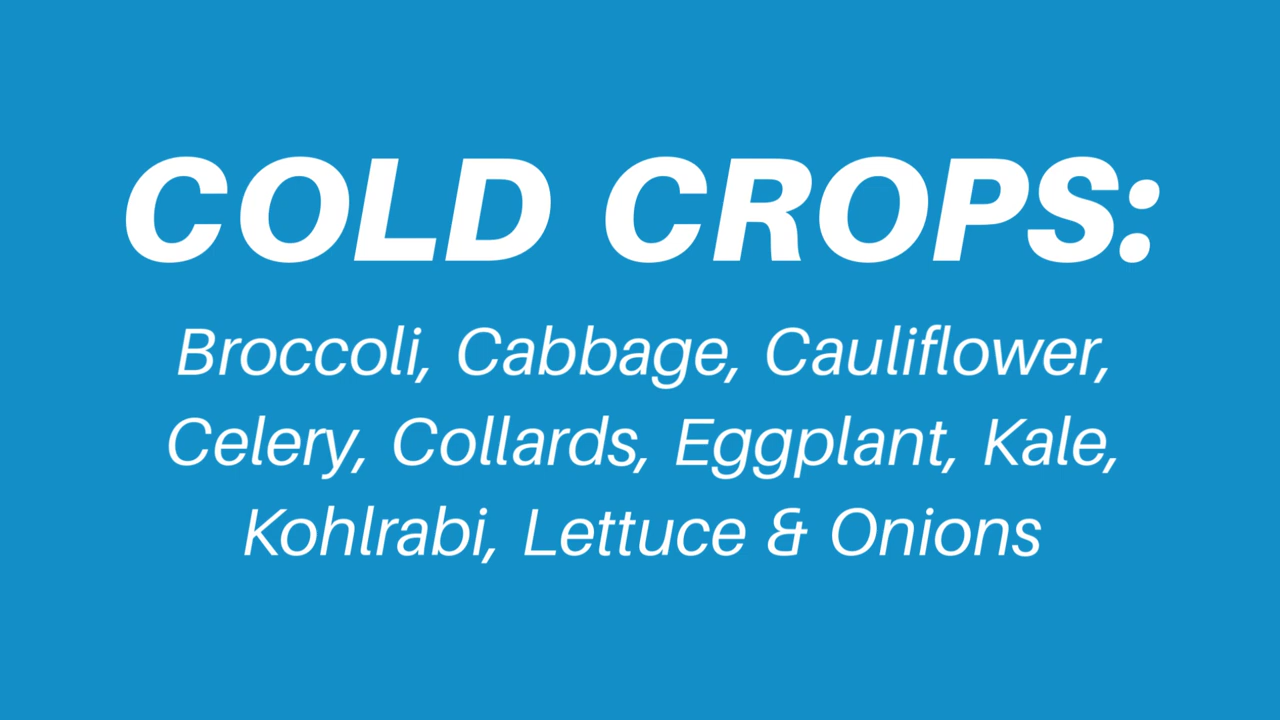 COLD CROPS:
Broccoli, Cabbage, Cauliflower,
Celery, Collards, Eggplant, Kale,
Kohlrabi, Lettuce & Onions